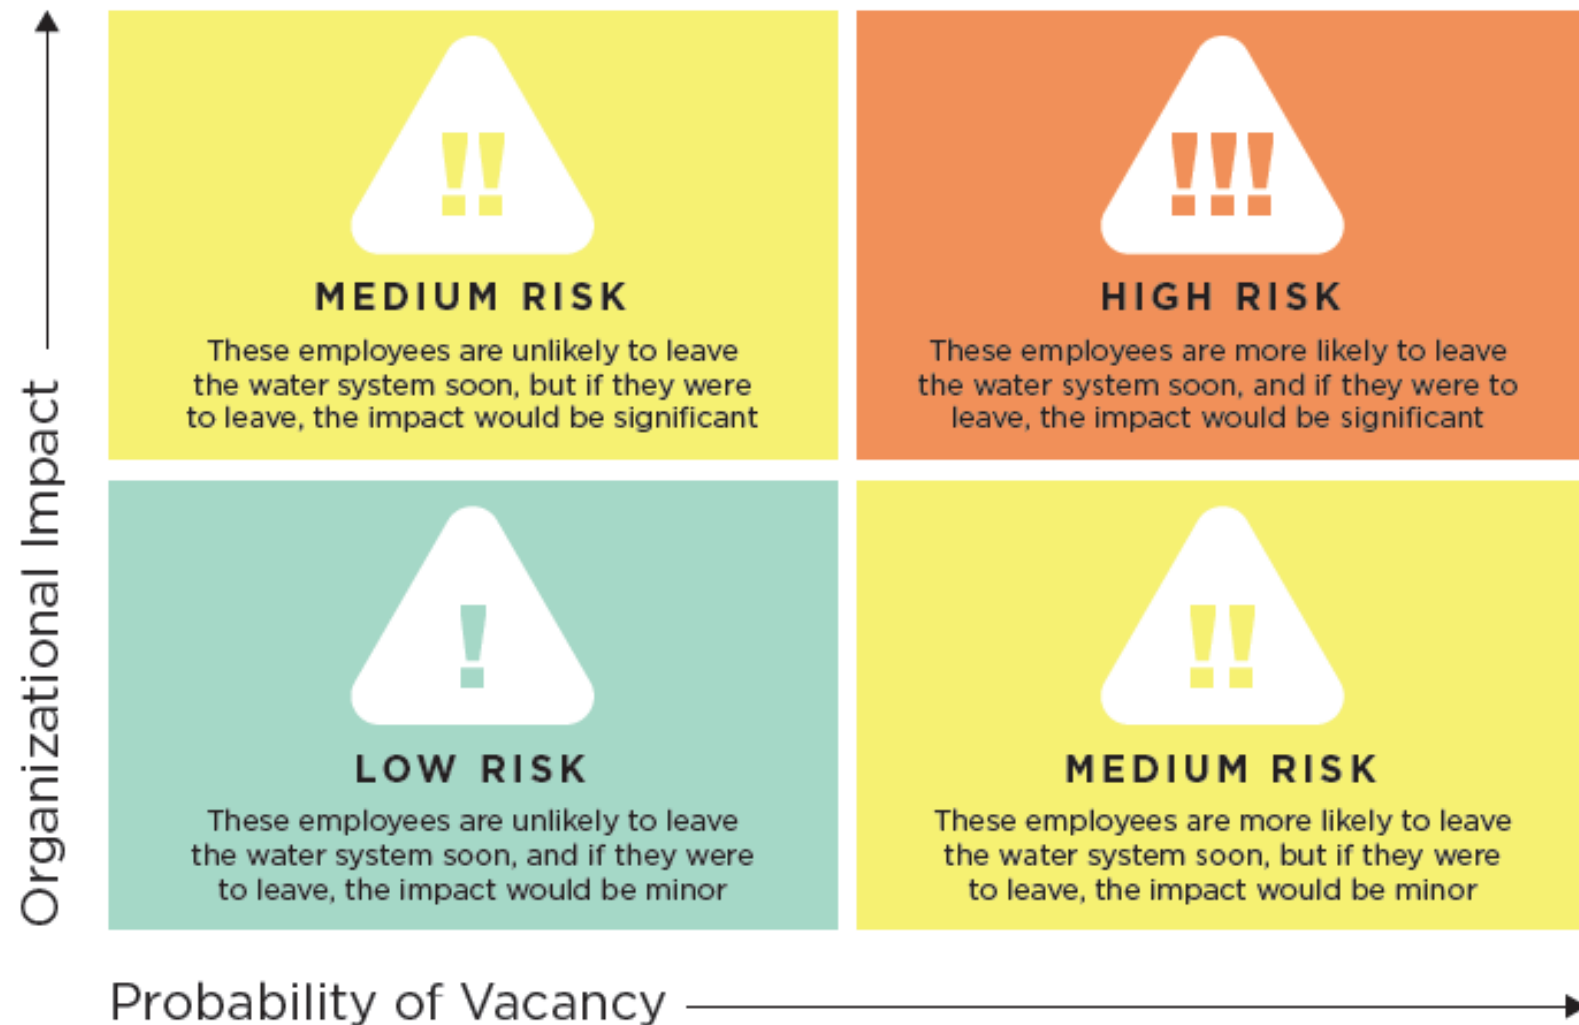 Organizational Impact
!!
MEDIUM RISK
These employees are unlikely to leave
the water system soon, but if they were
to leave, the impact would be significant
!!!
HIGH RISK
These employees are more likely to leave
the water system soon, and if they were to
leave, the impact would be significant
!
LOW RISK
These employees are unlikely to leave
the water system soon, and if they were
to leave, the impact would be minor
!!
MEDIUM RISK
These employees are more likely to leave
the water system soon, but if they were
to leave, the impact would be minor
Probability of Vacancy